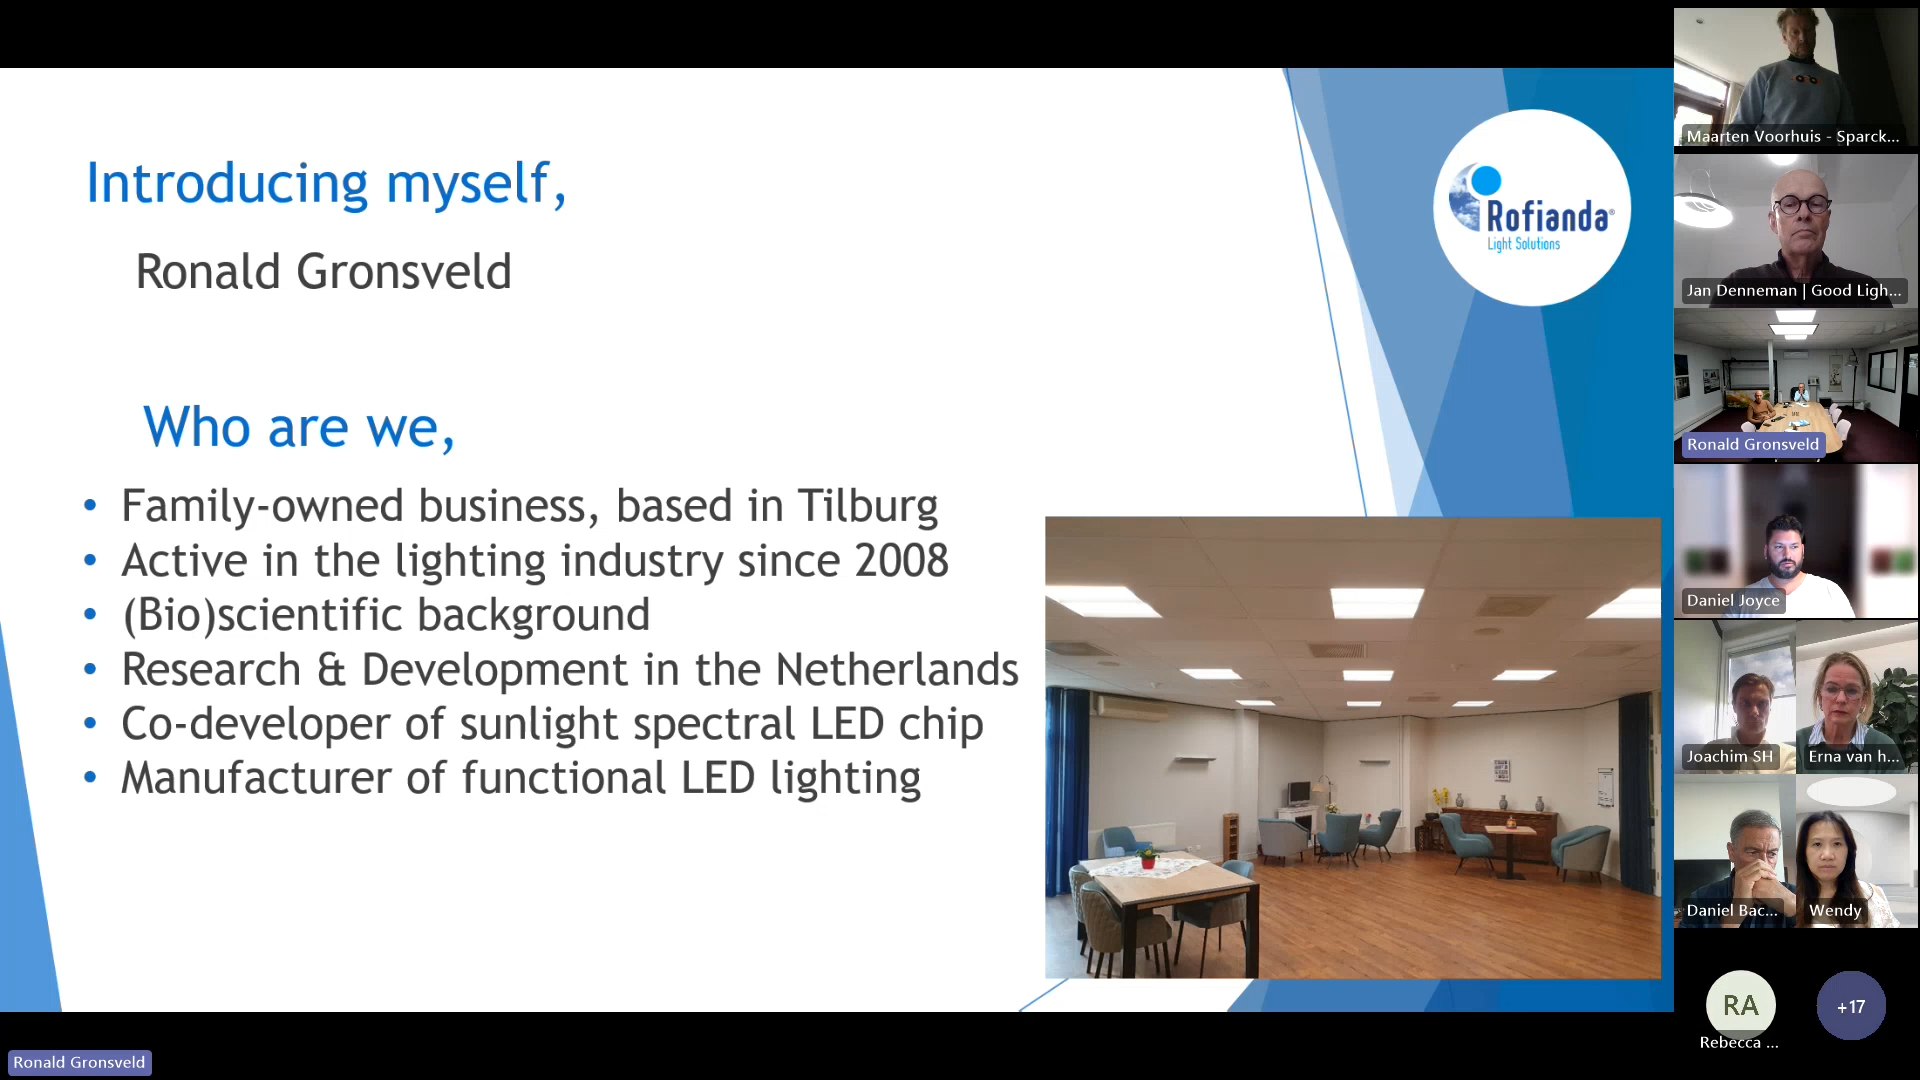 Introducing myself,
Ronald Gronsveld
Who are we,
• Family-owned business, based in Tilburg
• Active in the lighting industry since 2008
• (Bio)scientific background
• Research & Development in the Netherlands
• Co-developer of sunlight spectral LED chip
• Manufacturer of functional LED lighting
Rofianda®
Light Solutions
Maarten Voorhuis - Sparck...
Jan Denneman | Good Ligh...
Ronald Gronsveld
Daniel Joyce
Joachim SH
Erna van h...
Daniel Bac...
Wendy
RA
+17
Rebecca ...
Ronald Gronsveld